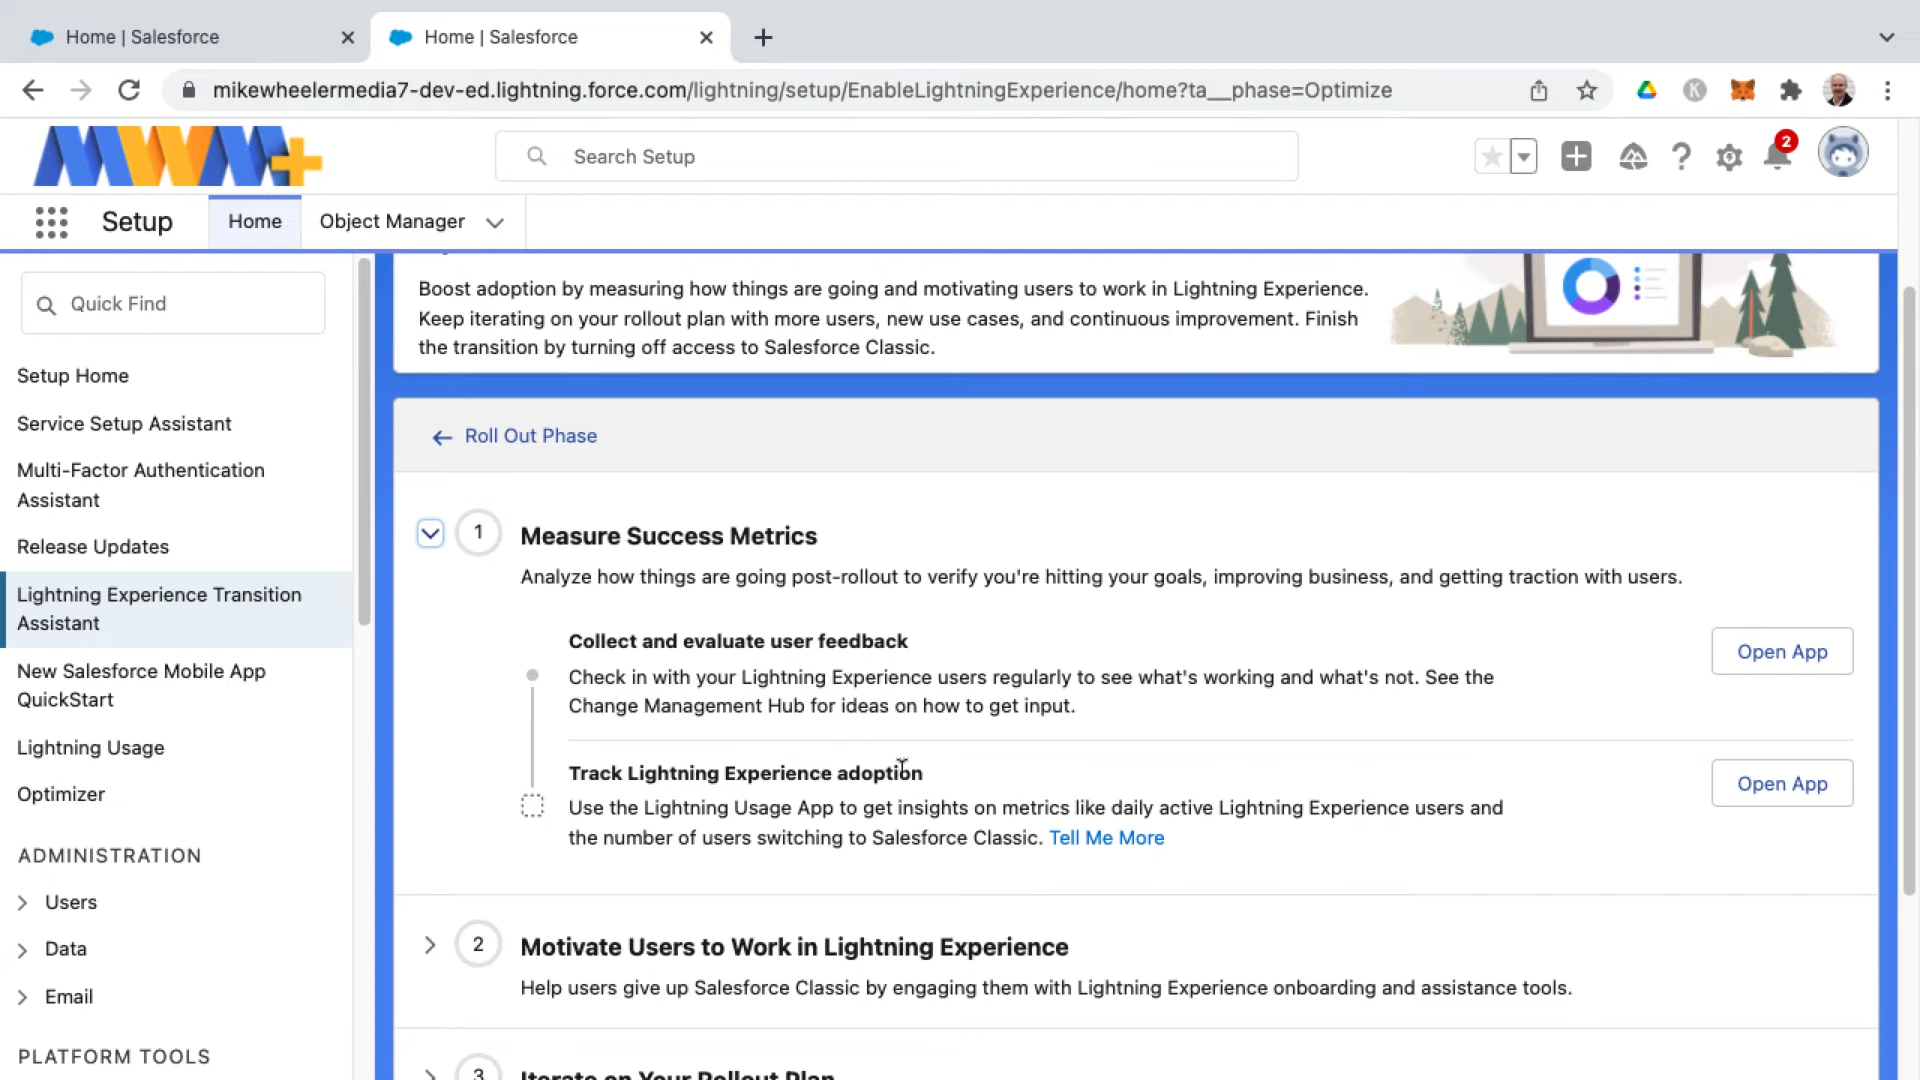 Home | Salesforce
Home | Salesforce
mikewheelermedia7-dev-ed.lightning.force.com/lightning/setup/EnableLightningExperience/home?ta__phase=Optimize
K
MWM+
Search Setup
2
Setup
Home
Object Manager
Quick Find
Setup Home
Service Setup Assistant
Multi-Factor Authentication
Assistant
Release Updates
Lightning Experience Transition
Assistant
New Salesforce Mobile App
QuickStart
Lightning Usage
Optimizer
ADMINISTRATION
Users
Data
Email
PLATFORM TOOLS
Boost adoption by measuring how things are going and motivating users to work in Lightning Experience.
Keep iterating on your rollout plan with more users, new use cases, and continuous improvement. Finish
the transition by turning off access to Salesforce Classic.
Roll Out Phase
1
Measure Success Metrics
Analyze how things are going post-rollout to verify you're hitting your goals, improving business, and getting traction with users.
Collect and evaluate user feedback
Check in with your Lightning Experience users regularly to see what's working and what's not. See the
Change Management Hub for ideas on how to get input.
Open App
Track Lightning Experience adoption
Use the Lightning Usage App to get insights on metrics like daily active Lightning Experience users and
the number of users switching to Salesforce Classic. Tell Me More
Open App
2
Motivate Users to Work in Lightning Experience
Help users give up Salesforce Classic by engaging them with Lightning Experience onboarding and assistance tools.
3
Iterate on Your Rollout Plan